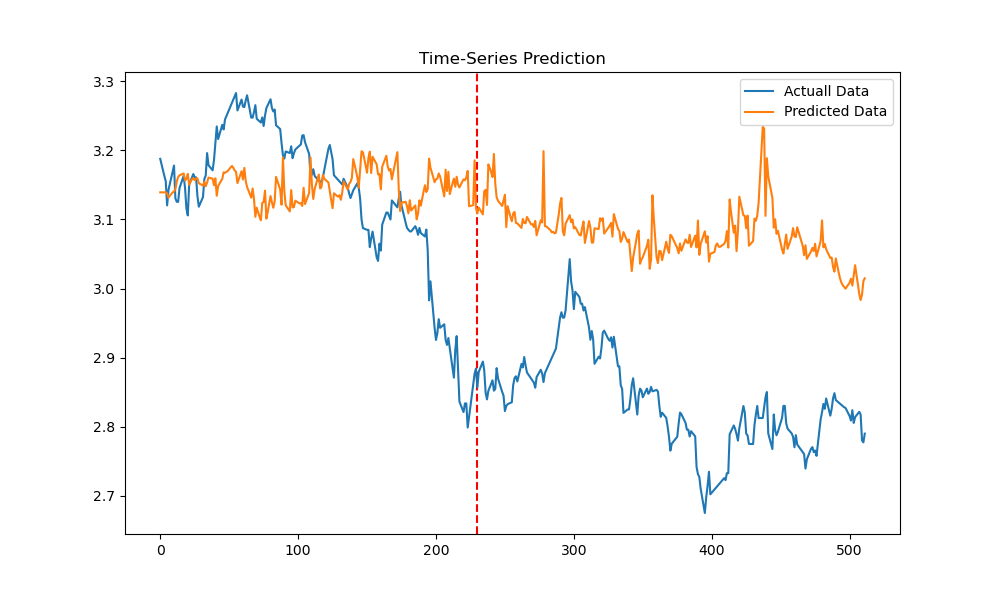 Time-Series Prediction
Actuall Data
Predicted Data
3.3
3.2
3.1
3.0
2.9
2.8
2.7
0 100 200 300 400 500